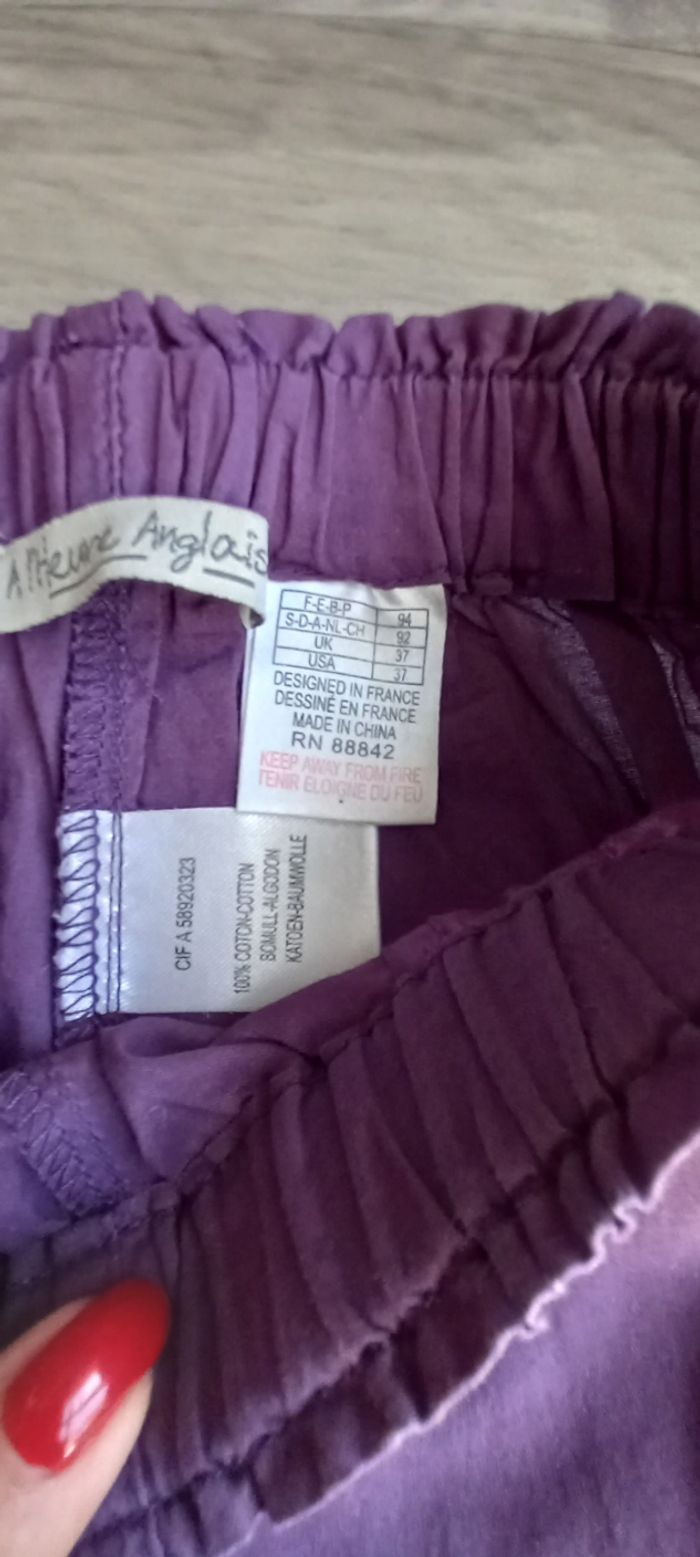 A l'Heure Anglais
F-E-B-P 94
S-D-A-NL-CH 92
UK 37
USA 37
DESIGNED IN FRANCE
DESSINÉ EN FRANCE
MADE IN CHINA
RN 88842
KEEP AWAY FROM FIRE
TENIR ELOIGNE DU FEU
CIF A 58920323
100% COTON-COTTON
BOMULL-ALGODON
KATOEN-BAUMWOLLE